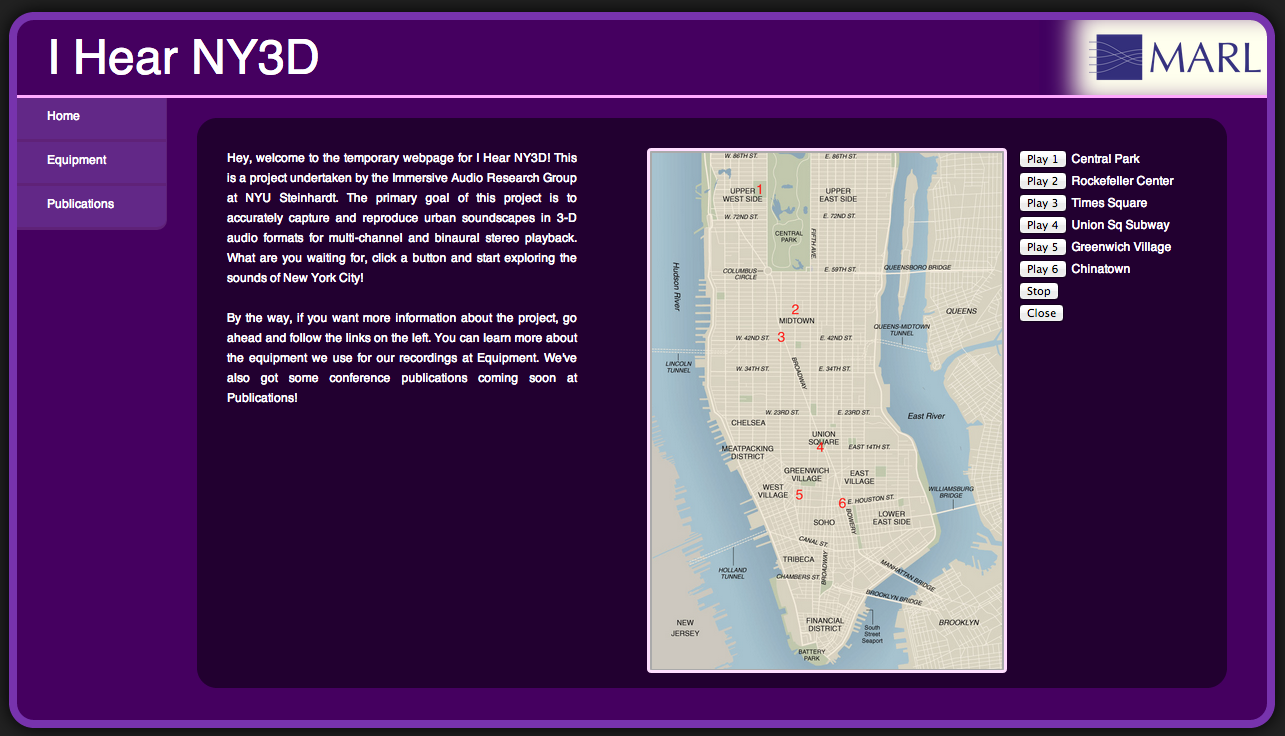 I Hear NY3D
MARL
Home
Equipment
Publications
Hey, welcome to the temporary webpage for I Hear NY3D! This
is a project undertaken by the Immersive Audio Research Group
at NYU Steinhardt. The primary goal of this project is to
accurately capture and reproduce urban soundscapes in 3-D
audio formats for multi-channel and binaural stereo playback.
What are you waiting for, click a button and start exploring the
sounds of New York City!
By the way, if you want more information about the project, go
ahead and follow the links on the left. You can learn more about
the equipment we use for our recordings at Equipment. We've
also got some conference publications coming soon at
Publications!
W. 86TH ST.
E. 86TH ST.
UPPER
WEST SIDE
1
UPPER
EAST SIDE
W. 72ND ST.
E. 72ND ST.
CENTRAL
PARK
FIFTH AVE.
Hudson River
COLUMBUS
CIRCLE
E. 59TH ST.
QUEENSBORO BRIDGE
2
MIDTOWN
QUEENS
3
W. 42ND ST.
E. 42ND ST.
QUEENS-MIDTOWN
TUNNEL
LINCOLN
TUNNEL
W. 34TH ST.
BROADWAY
E. 34TH ST.
W. 23RD ST.
E. 23RD ST.
East River
CHELSEA
UNION
SQUARE
4
EAST 14TH ST.
MEATPACKING
DISTRICT
GREENWICH
VILLAGE
EAST
VILLAGE
WEST
VILLAGE
5
WILLIAMSBURG
BRIDGE
6
E. HOUSTON ST.
BOWERY
SOHO
LOWER
EAST SIDE
CANAL ST.
TRIBECA
BROADWAY
HOLLAND
TUNNEL
CHAMBERS ST.
MANHATTAN BRIDGE
BROOKLYN BRIDGE
NEW
JERSEY
FINANCIAL
DISTRICT
South
Street
Seaport
BROOKLYN
BATTERY
PARK
Play 1 Central Park
Play 2 Rockefeller Center
Play 3 Times Square
Play 4 Union Sq Subway
Play 5 Greenwich Village
Play 6 Chinatown
Stop
Close